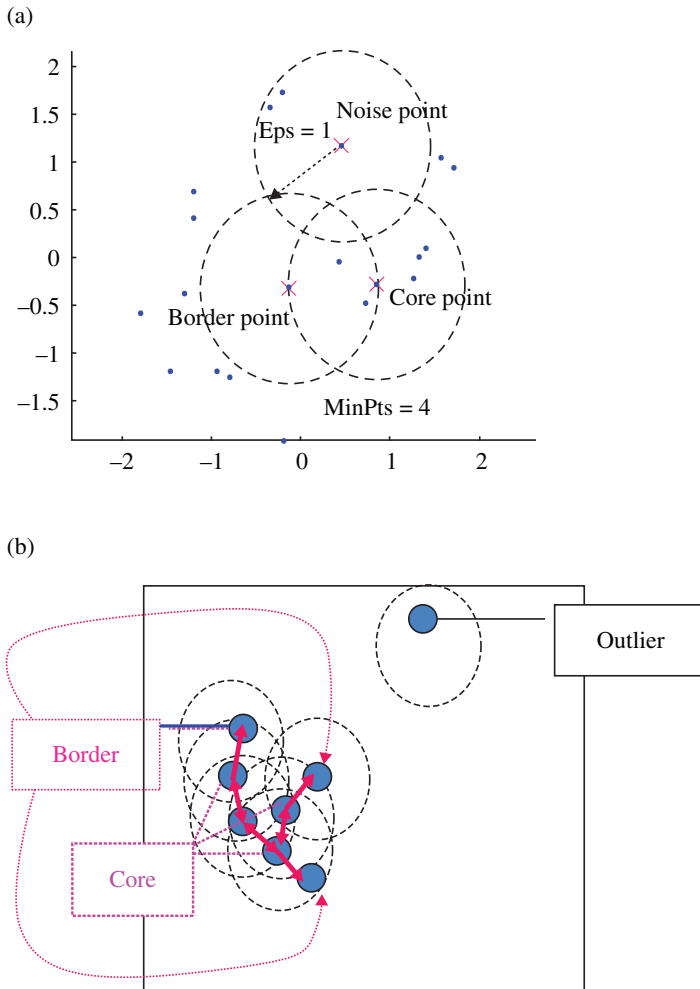 (a)
2
1.5
1
0.5
0
–0.5
–1
–1.5
Noise point
Eps = 1
Border point
Core point
MinPts = 4
–2
–1
0
1
2
(b)
Outlier
Border
Core